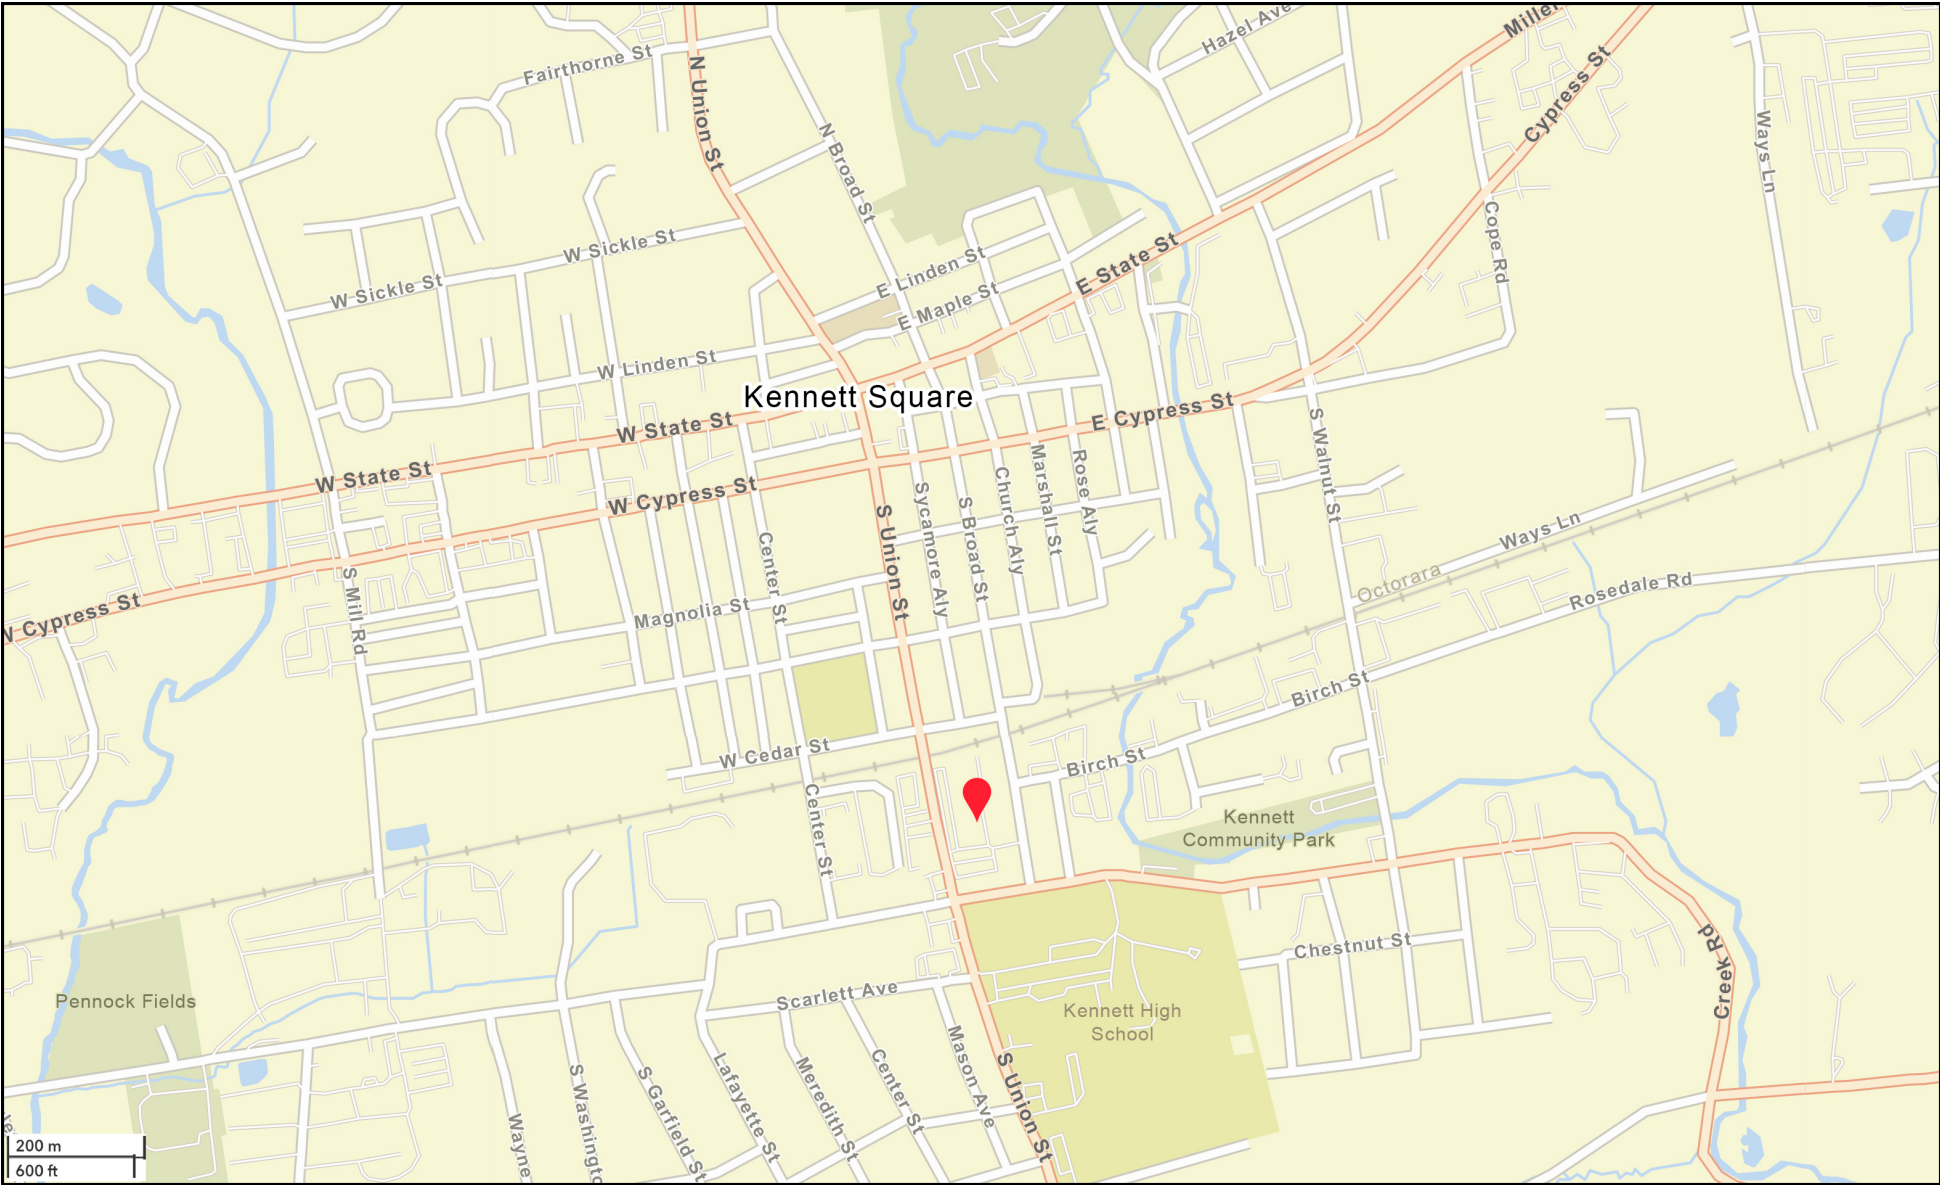 Miller
Hazel Ave
Fairthorne St
N Union St
Cypress St
N Broad St
Ways Ln
W Sickle St
Cope Rd
E Linden St
E State St
W Sickle St
E Maple St
W Linden St
Kennett Square
E Cypress St
W State St
W State St
S Walnut St
W Cypress St
Marshall St
Rose Aly
Church Aly
Sycamore Aly
S Broad St
S Union St
Center St
Ways Ln
Octorara
Rosedale Rd
S Mill Rd
W Cypress St
Magnolia St
Birch St
W Cedar St
Birch St
Center St
Kennett
Community Park
Chestnut St
Creek Rd
Pennock Fields
Scarlett Ave
Kennett High
School
Mason Ave
S Union St
Center St
Meredith St
Lafayette St
S Garfield St
S Washingto
Wayne
200 m
600 ft